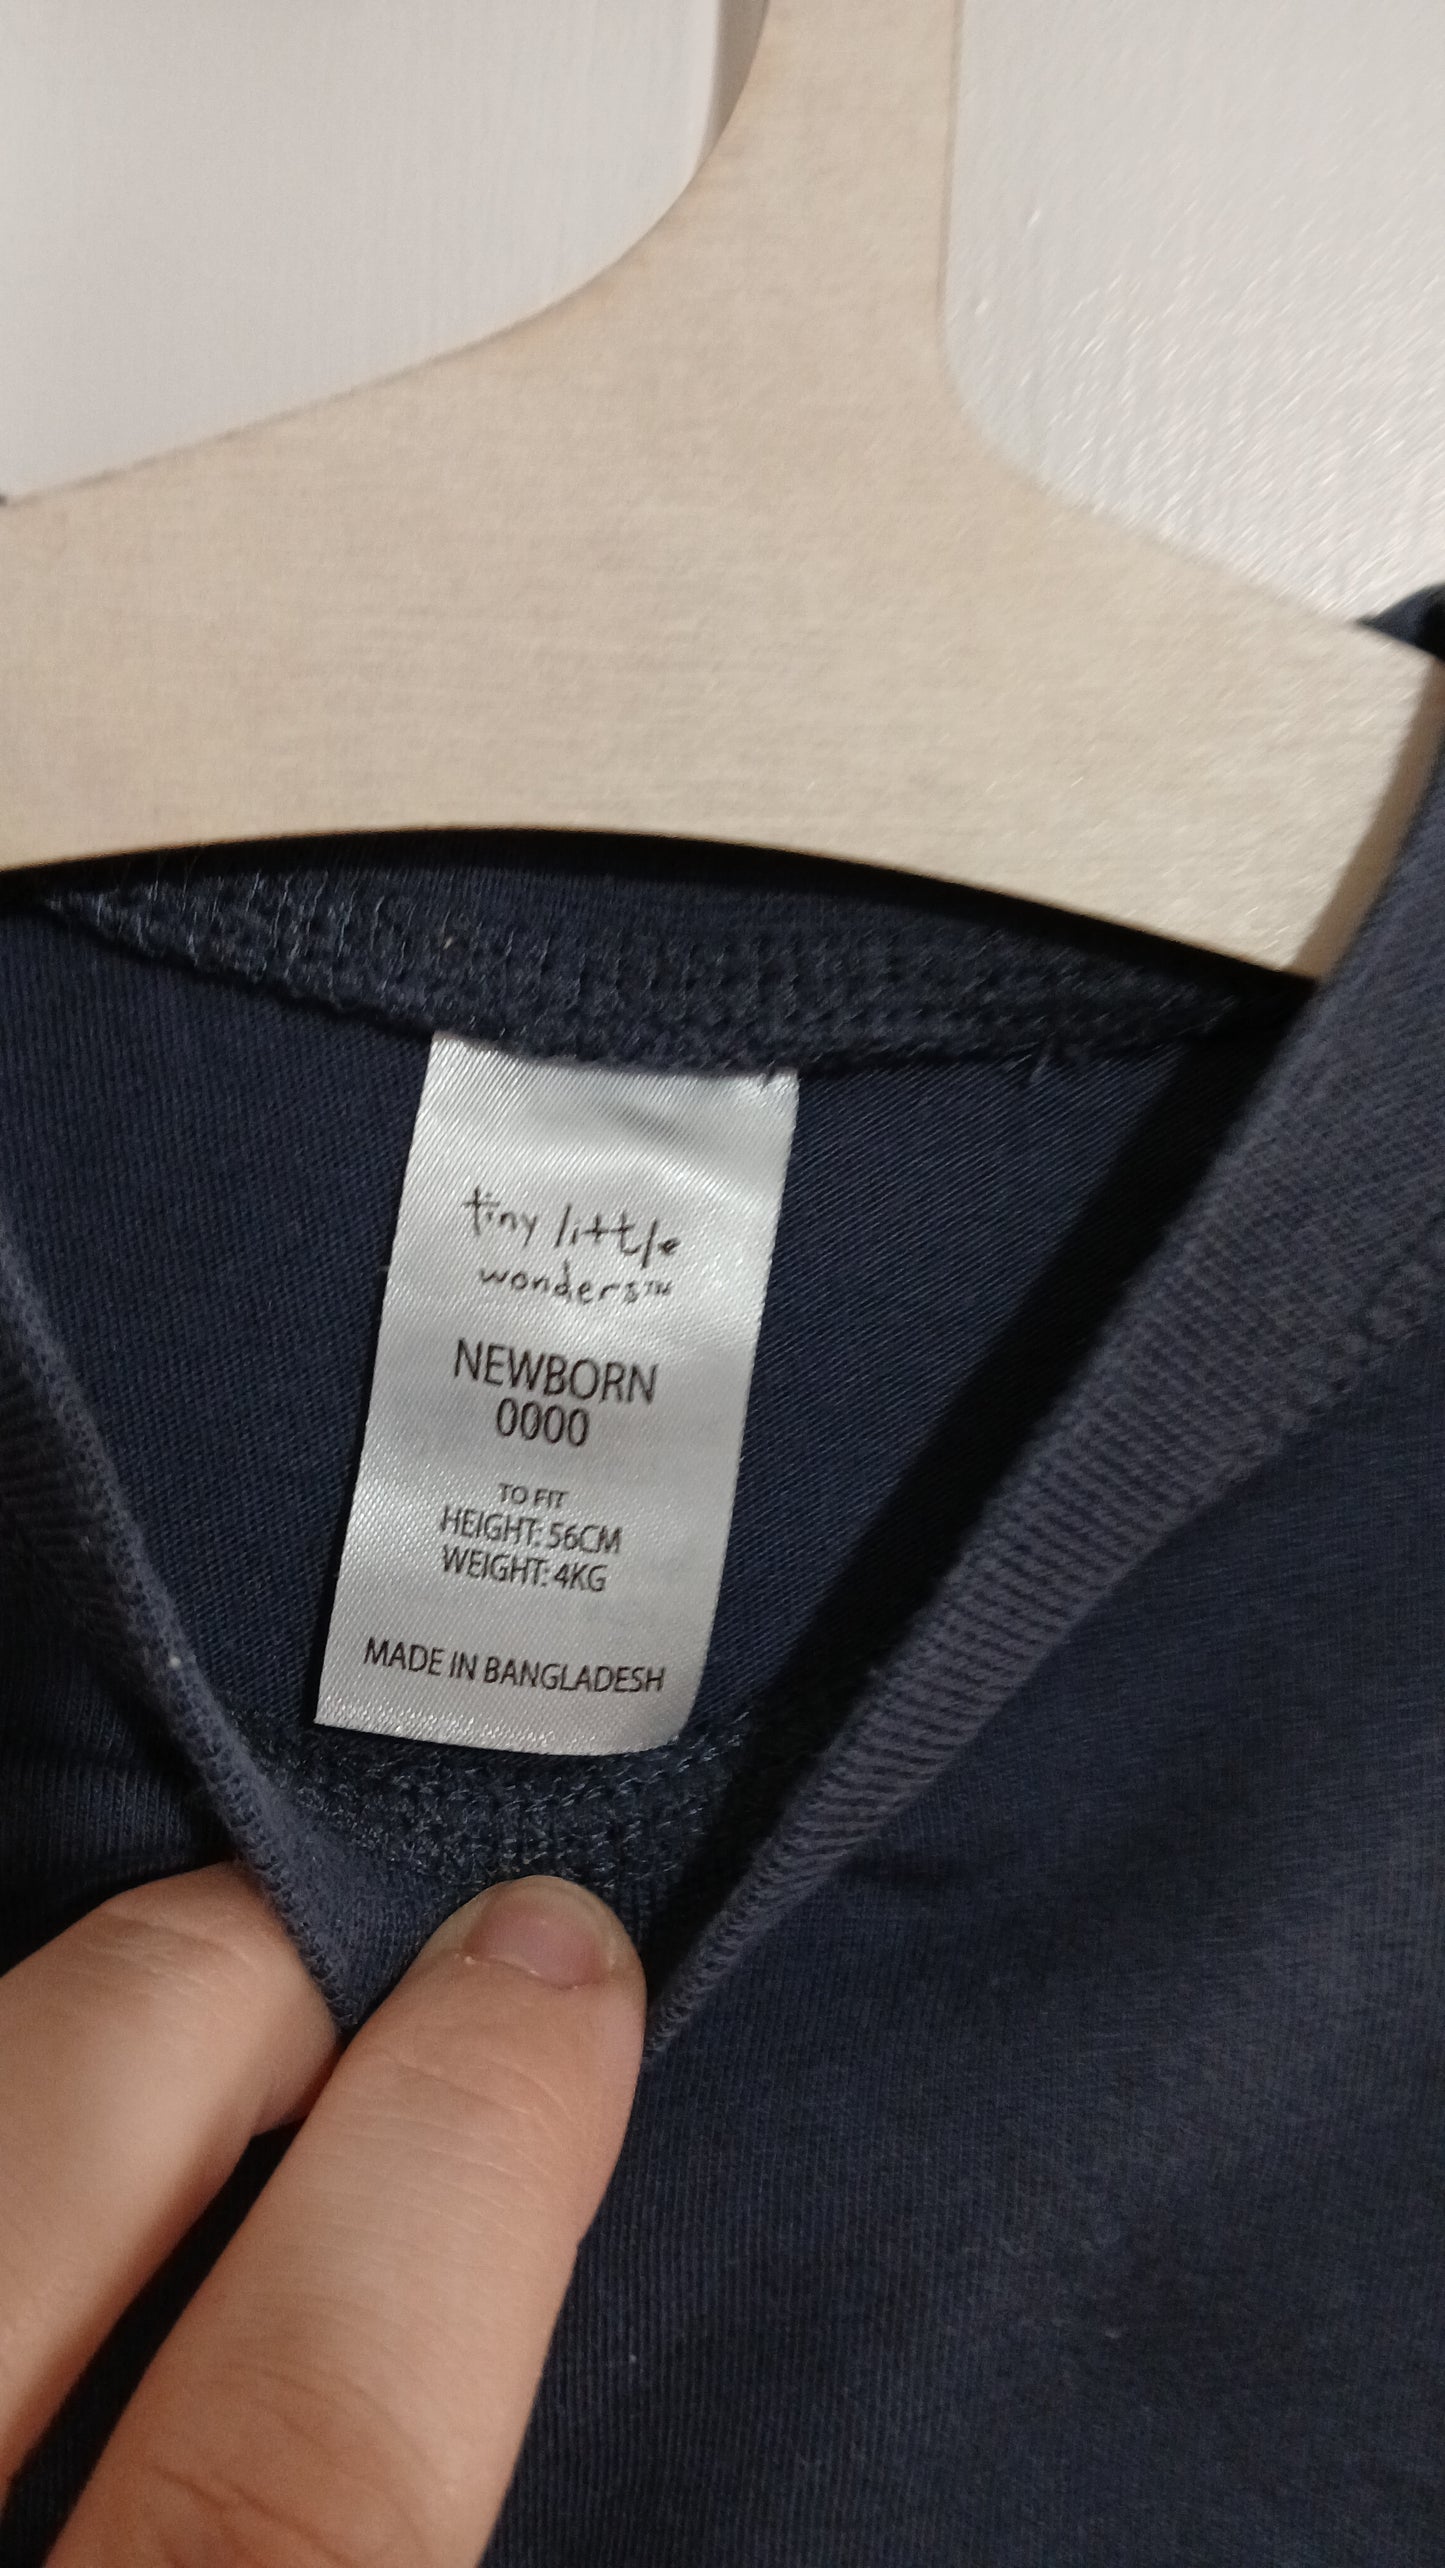 tiny little
wonders™
NEWBORN
0000
TO FIT
HEIGHT: 56CM
WEIGHT: 4KG
MADE IN BANGLADESH